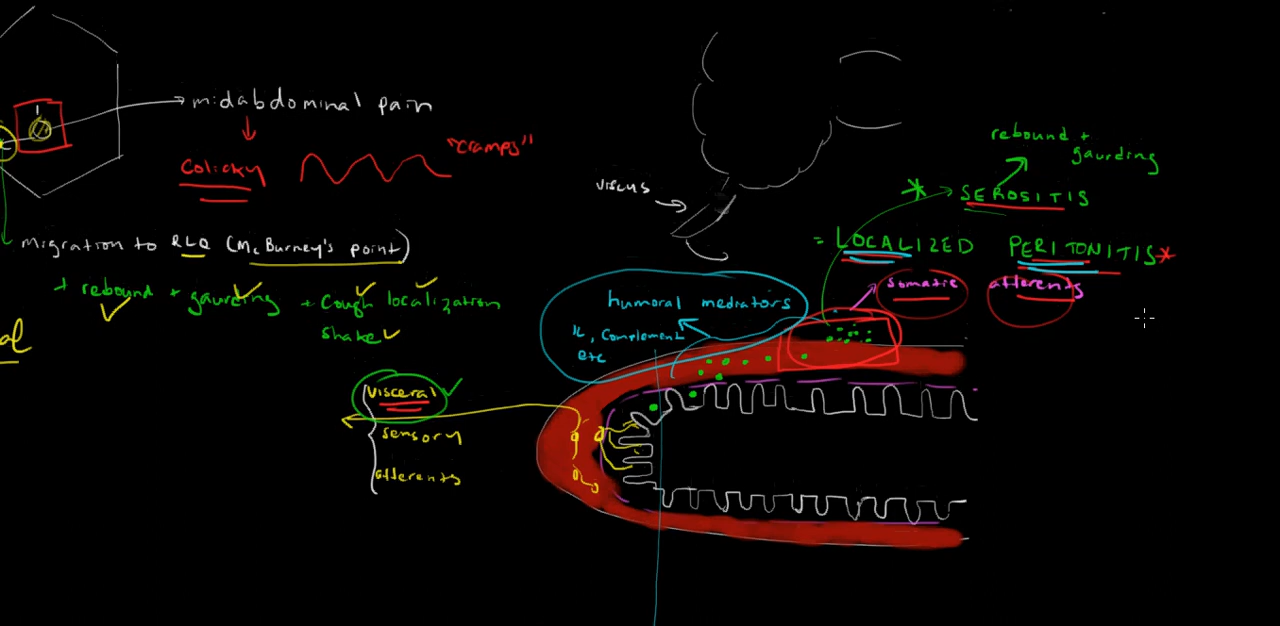 midabdominal pain
Colicky
"cramps"
migration to RLQ (McBurney's point)
+ rebound + gaurding + cough localization
shake
visceral
sensory
afferents
viscus
humoral mediators
IL, Complement
etc
rebound +
gaurding
* SEROSITIS
= LOCALIZED PERITONITIS*
somatic afferents